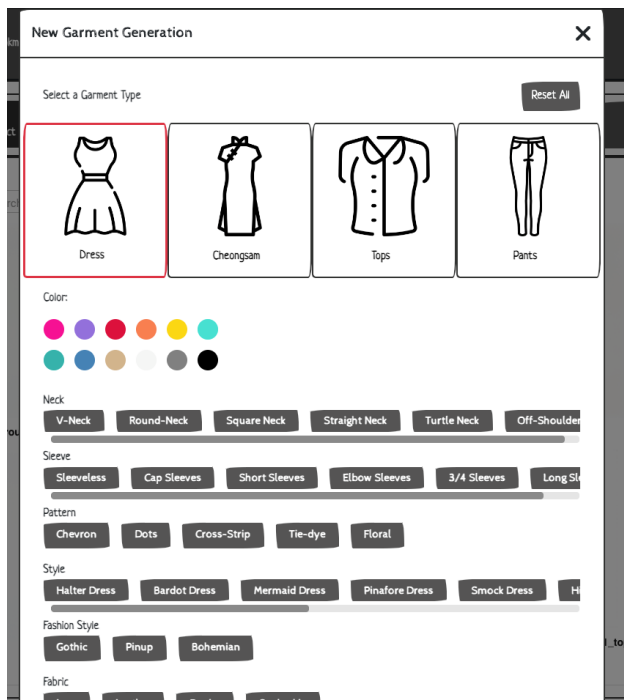 New Garment Generation
Select a Garment Type
Reset All
Dress
Cheongsam
Tops
Pants
Color:
Neck
V-Neck Round-Neck Square Neck Straight Neck Turtle Neck Off-Shoulder
Sleeve
Sleeveless Cap Sleeves Short Sleeves Elbow Sleeves 3/4 Sleeves Long
Pattern
Chevron Dots Cross-Strip Tie-dye Floral
Style
Halter Dress Bardot Dress Mermaid Dress Pinafore Dress Smock Dress
Fashion Style
Gothic Pinup Bohemian
Fabric